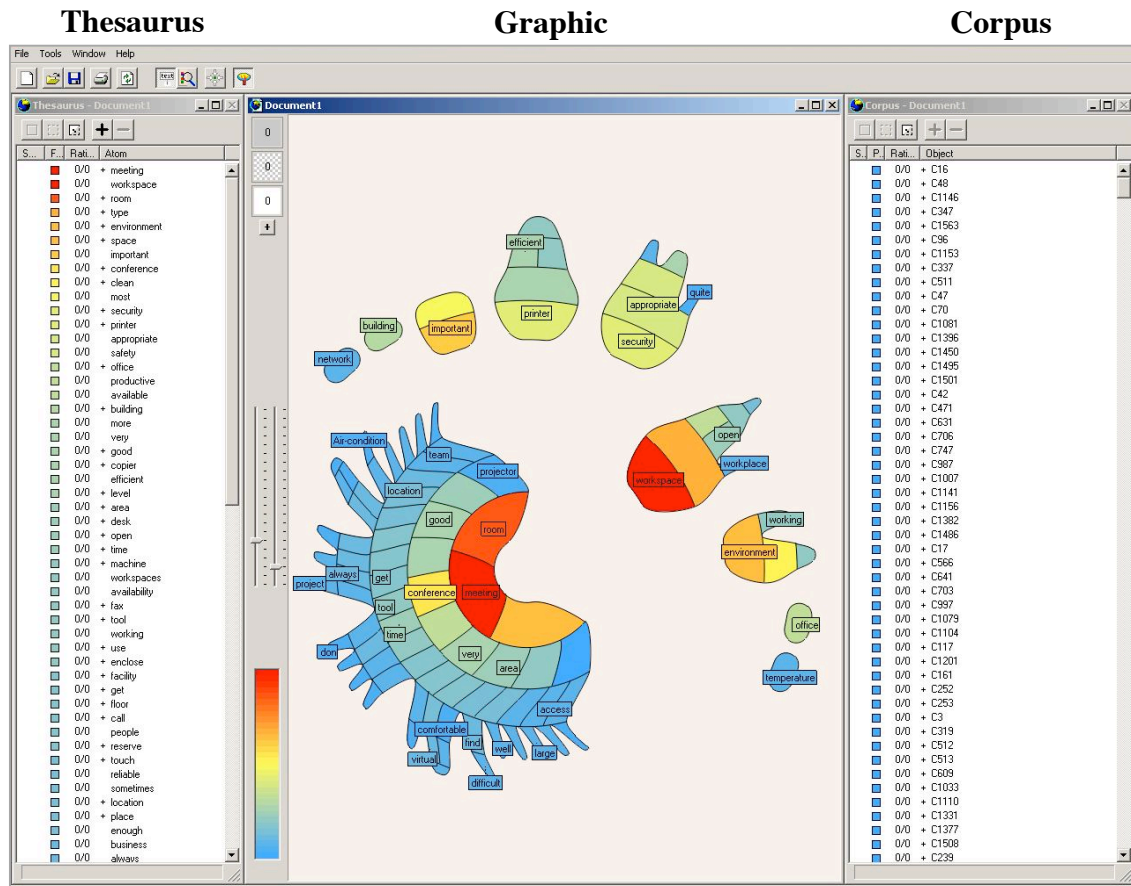 Thesaurus
Graphic
Corpus
File Tools Window Help
text
Thesaurus - Document1
S... F... Rati... Atom
0/0 + meeting
0/0 workspace
0/0 + room
0/0 + type
0/0 + environment
0/0 + space
0/0 important
0/0 + conference
0/0 + clean
0/0 most
0/0 + security
0/0 + printer
0/0 appropriate
0/0 safety
0/0 + office
0/0 productive
0/0 available
0/0 + building
0/0 more
0/0 very
0/0 + good
0/0 + copier
0/0 efficient
0/0 + level
0/0 + area
0/0 + desk
0/0 + open
0/0 + time
0/0 + machine
0/0 workspaces
0/0 availability
0/0 + fax
0/0 + tool
0/0 working
0/0 + use
0/0 + enclose
0/0 + facility
0/0 + get
0/0 + floor
0/0 + call
0/0 people
0/0 + reserve
0/0 + touch
0/0 reliable
0/0 sometimes
0/0 + location
0/0 + place
0/0 enough
0/0 business
0/0 always
Document1
0
0
0
+
efficient
quite
appropriate
printer
building
important
security
network
Air-condition
team
open
projector
workplace
workspace
location
good
room
working
environment
always
get
project
conference
meeting
tool
office
time
don
very
area
temperature
access
comfortable
find
well
large
virtual
difficult
Corpus - Document1
S. P. Rati... Object
0/0 + C16
0/0 + C48
0/0 + C1146
0/0 + C347
0/0 + C1563
0/0 + C96
0/0 + C1153
0/0 + C337
0/0 + C511
0/0 + C47
0/0 + C70
0/0 + C1081
0/0 + C1396
0/0 + C1450
0/0 + C1495
0/0 + C1501
0/0 + C42
0/0 + C471
0/0 + C631
0/0 + C706
0/0 + C747
0/0 + C987
0/0 + C1007
0/0 + C1141
0/0 + C1156
0/0 + C1382
0/0 + C1486
0/0 + C17
0/0 + C566
0/0 + C641
0/0 + C703
0/0 + C997
0/0 + C1079
0/0 + C1104
0/0 + C117
0/0 + C1201
0/0 + C161
0/0 + C252
0/0 + C253
0/0 + C3
0/0 + C319
0/0 + C512
0/0 + C513
0/0 + C609
0/0 + C1033
0/0 + C1110
0/0 + C1331
0/0 + C1377
0/0 + C1508
0/0 + C239